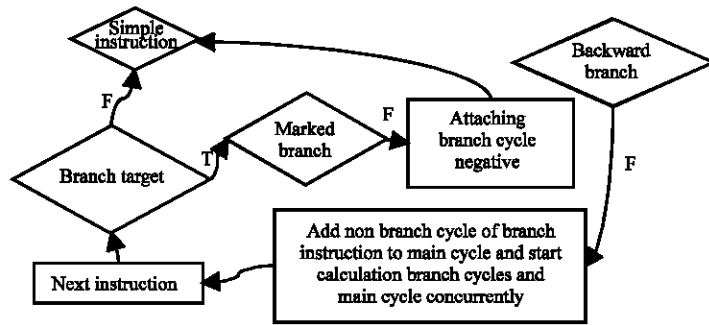 Simple
instruction
Backward
branch
F
Marked
branch
F
Attaching
branch cycle
negative
Branch target
T
F
Add non branch cycle of branch
instruction to main cycle and start
calculation branch cycles and
main cycle concurrently
Next instruction